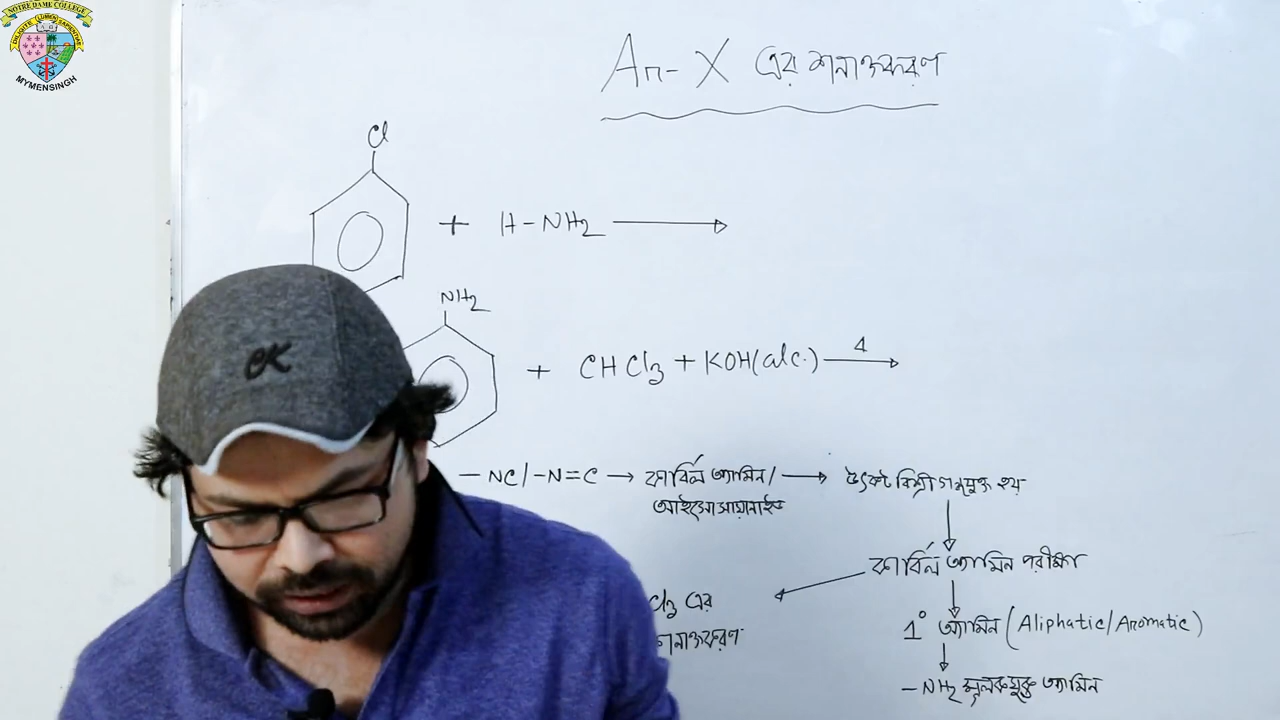 NOTRE DAME COLLEGE
MYMENSINGH
Ar-X এর শনাক্তকরণ
Cl
+ H-NH2
NH2
+ CHCl3 + KOH(alc.) Δ
CK
-NC/-N≡C → কার্বিল অ্যামিন/ → উৎকট বিশ্রী গন্ধযুক্ত হয়
আইসো সায়ানাইড
কার্বিল অ্যামিন পরীক্ষা
Cl3 এর
শনাক্তকরণ
1° অ্যামিন (Aliphatic/Aromatic)
-NH2 মূলকযুক্ত অ্যামিন